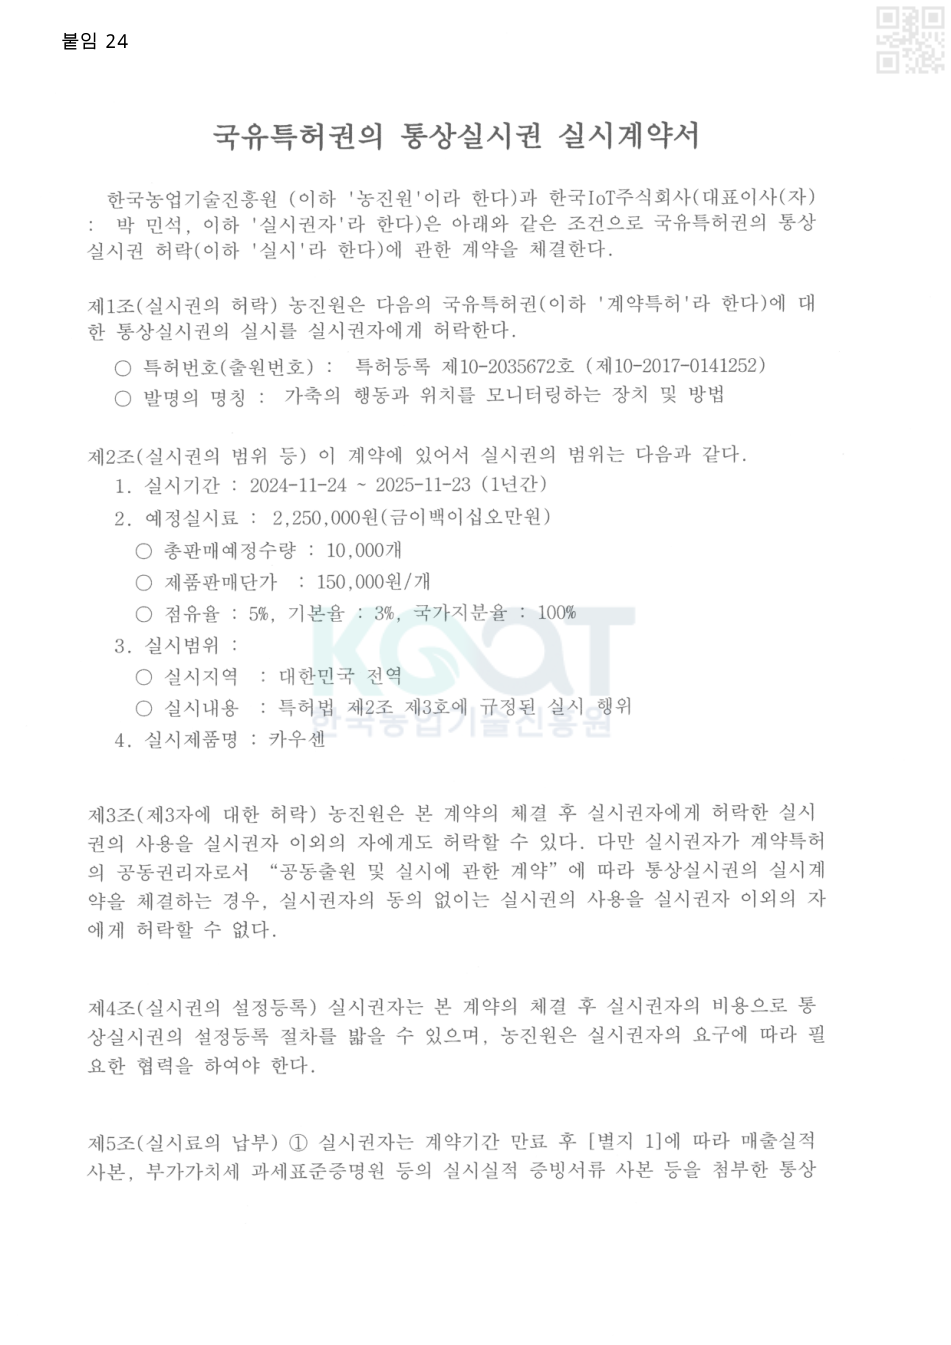 붙임 24
국유특허권의 통상실시권 실시계약서
한국농업기술진흥원 (이하 '농진원'이라 한다)과 한국IoT주식회사(대표이사(자)
: 박 민석, 이하 '실시권자'라 한다)은 아래와 같은 조건으로 국유특허권의 통상
실시권 허락(이하 '실시'라 한다)에 관한 계약을 체결한다.
제1조(실시권의 허락) 농진원은 다음의 국유특허권(이하 '계약특허'라 한다)에 대
한 통상실시권의 실시를 실시권자에게 허락한다.
○ 특허번호(출원번호) : 특허등록 제10-2035672호 (제10-2017-0141252)
○ 발명의 명칭 : 가축의 행동과 위치를 모니터링하는 장치 및 방법
제2조(실시권의 범위 등) 이 계약에 있어서 실시권의 범위는 다음과 같다.
1. 실시기간 : 2024-11-24 ~ 2025-11-23 (1년간)
2. 예정실시료 : 2,250,000원(금이백이십오만원)
○ 총판매예정수량 : 10,000개
○ 제품판매단가 : 150,000원/개
○ 점유율 : 5%, 기본율 : 3%, 국가지분율 : 100%
3. 실시범위 :
○ 실시지역 : 대한민국 전역
○ 실시내용 : 특허법 제2조 제3호에 규정된 실시 행위
4. 실시제품명 : 카우센
KOAT
한국농업기술진흥원
제3조(제3자에 대한 허락) 농진원은 본 계약의 체결 후 실시권자에게 허락한 실시
권의 사용을 실시권자 이외의 자에게도 허락할 수 있다. 다만 실시권자가 계약특허
의 공동권리자로서 “공동출원 및 실시에 관한 계약”에 따라 통상실시권의 실시계
약을 체결하는 경우, 실시권자의 동의 없이는 실시권의 사용을 실시권자 이외의 자
에게 허락할 수 없다.
제4조(실시권의 설정등록) 실시권자는 본 계약의 체결 후 실시권자의 비용으로 통
상실시권의 설정등록 절차를 밟을 수 있으며, 농진원은 실시권자의 요구에 따라 필
요한 협력을 하여야 한다.
제5조(실시료의 납부) ① 실시권자는 계약기간 만료 후 [별지 1]에 따라 매출실적
사본, 부가가치세 과세표준증명원 등의 실시실적 증빙서류 사본 등을 첨부한 통상